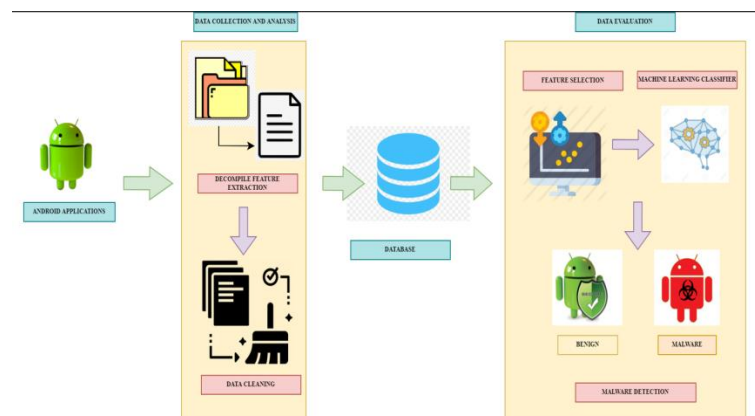 DATA COLLECTION AND ANALYSIS
DATA EVALUATION
FEATURE SELECTION
MACHINE LEARNING CLASSIFIER
DECOMPILE FEATURE
EXTRACTION
ANDROID APPLICATIONS
DATABASE
BENIGN
MALWARE
DATA CLEANING
MALWARE DETECTION